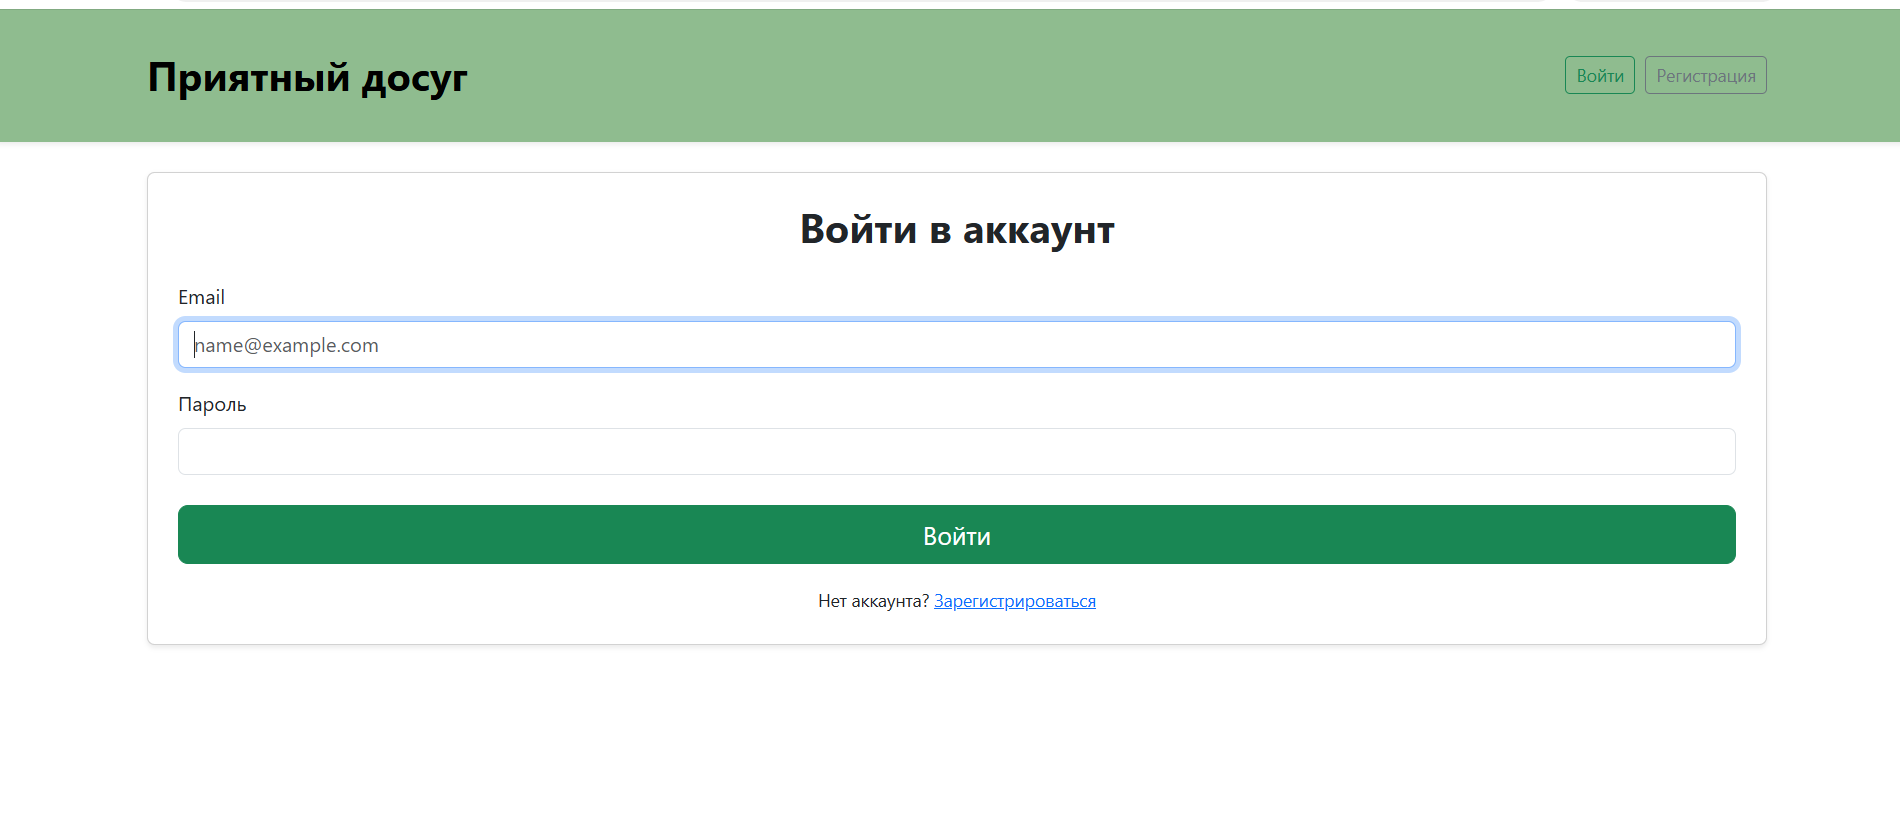 Приятный досуг
Войти
Регистрация
Войти в аккаунт
Email
name@example.com
Пароль
Войти
Нет аккаунта? Зарегистрироваться